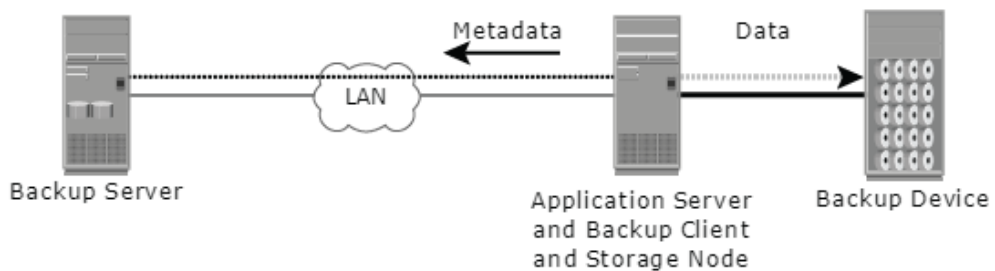 Metadata
Data
LAN
Backup Server
Application Server
and Backup Client
and Storage Node
Backup Device